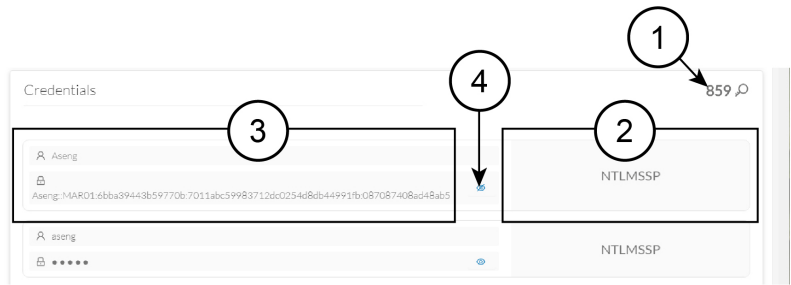 1
Credentials
859
4
3
2
Aseng
NTLMSSP
Aseng::MAR01:6bba39443b59770b:7011abc59983712dc0254d8db44991fb:087087408ad48ab5
aseng
NTLMSSP
●●●●●